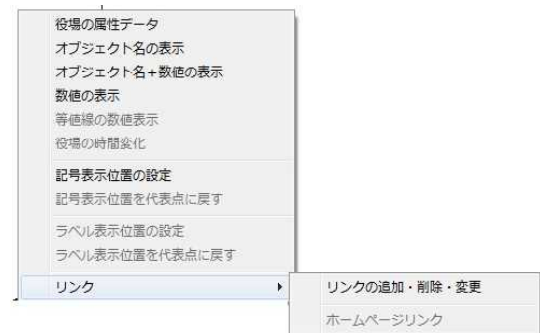 役場の属性データ
オブジェクト名の表示
オブジェクト名+数値の表示
数値の表示
等値線の数値表示
役場の時間変化
記号表示位置の設定
記号表示位置を代表点に戻す
ラベル表示位置の設定
ラベル表示位置を代表点に戻す
リンク
リンクの追加・削除・変更
ホームページリンク